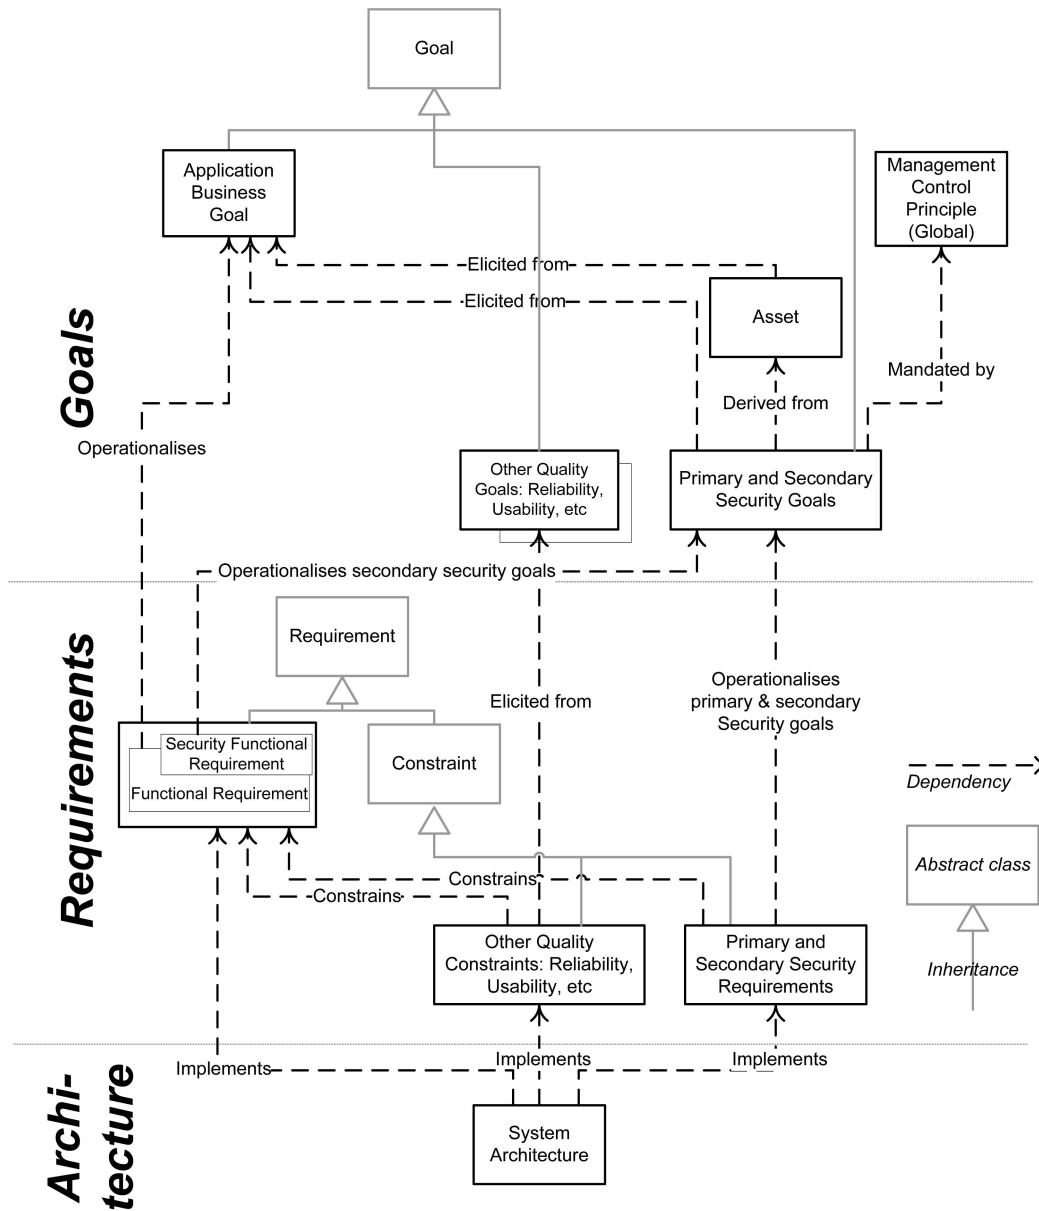 Goal
Application
Business
Goal
Management
Control
Principle
(Global)
Elicited from
Elicited from
Asset
Goals
Mandated by
Derived from
Operationalises
Other Quality
Goals: Reliability,
Usability, etc
Primary and Secondary
Security Goals
Operationalises secondary security goals
Requirements
Requirement
Elicited from
Operationalises
primary & secondary
Security goals
Security Functional
Requirement
Functional Requirement
Constraint
Dependency
Abstract class
Constrains
Constrains
Other Quality
Constraints: Reliability,
Usability, etc
Primary and
Secondary Security
Requirements
Inheritance
Archi-
tecture
Implements
Implements
Implements
System
Architecture